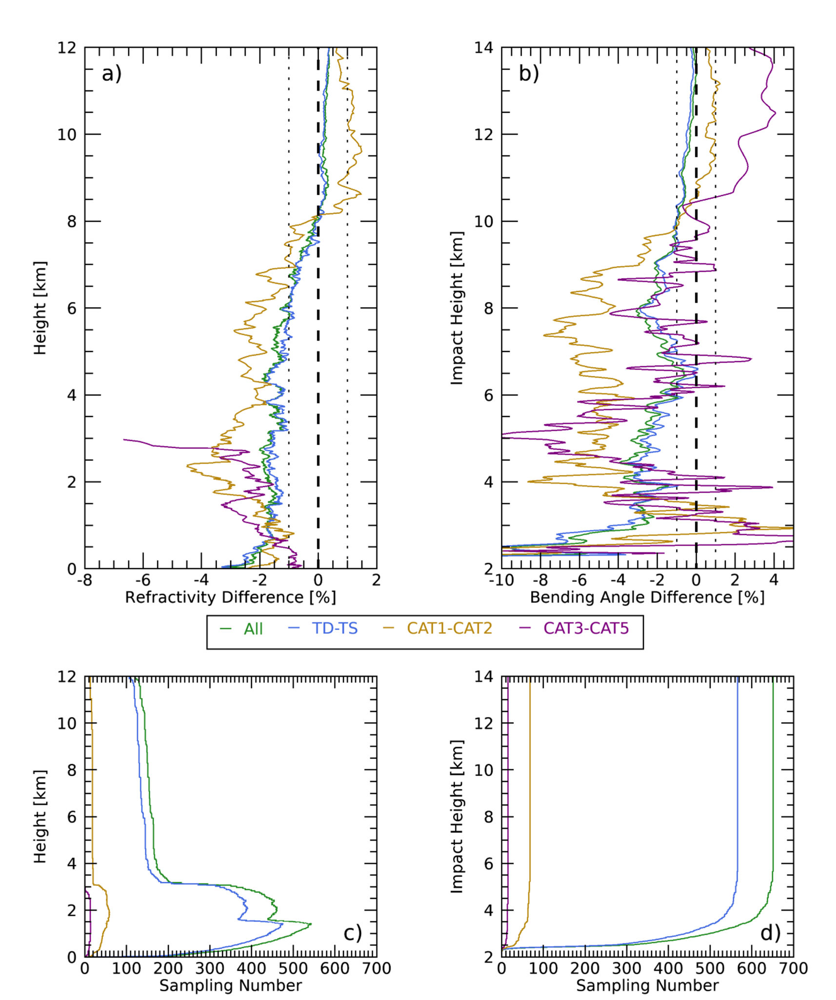 a)
12
10
8
6
4
2
0
Height [km]
-8 -6 -4 -2 0 2
Refractivity Difference [%]
b)
14
12
10
8
6
4
2
Impact Height [km]
-10 -8 -6 -4 -2 0 2 4
Bending Angle Difference [%]
All TD-TS CAT1-CAT2 CAT3-CAT5
12
10
8
6
4
2
0
Height [km]
c)
0 100 200 300 400 500 600 700
Sampling Number
14
12
10
8
6
4
2
Impact Height [km]
d)
0 100 200 300 400 500 600 700
Sampling Number